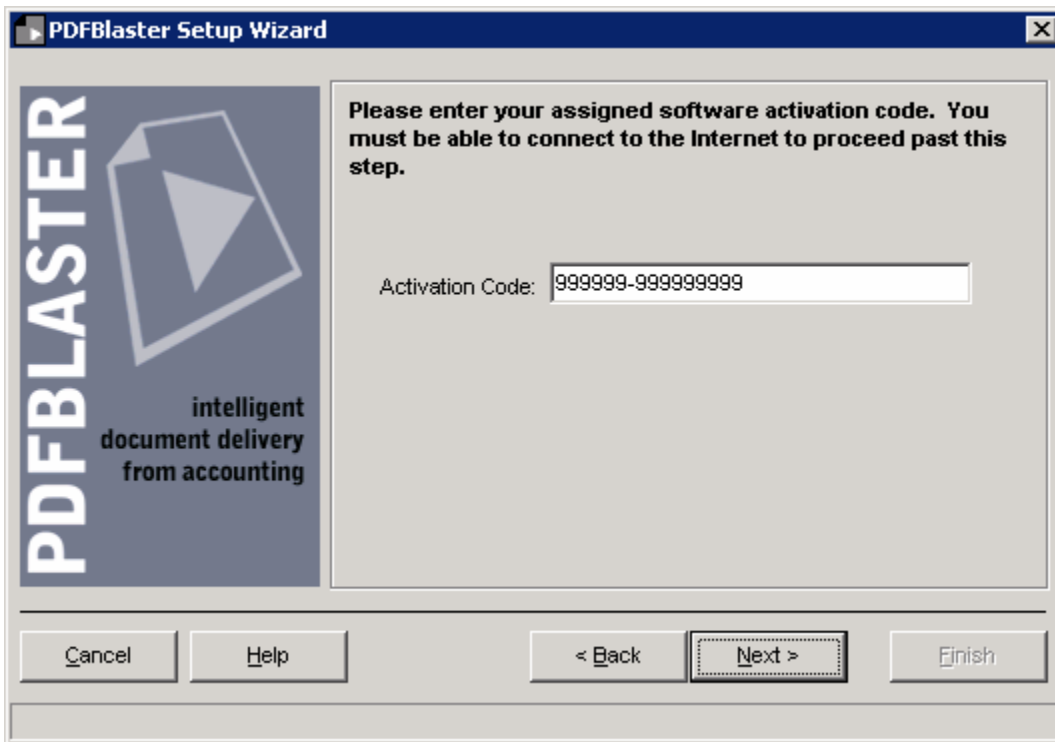 PDFBlaster Setup Wizard
PDFBLASTER
intelligent
document delivery
from accounting
Please enter your assigned software activation code. You
must be able to connect to the Internet to proceed past this
step.
Activation Code: 999999-999999999
Cancel
Help
< Back
Next >
Finish